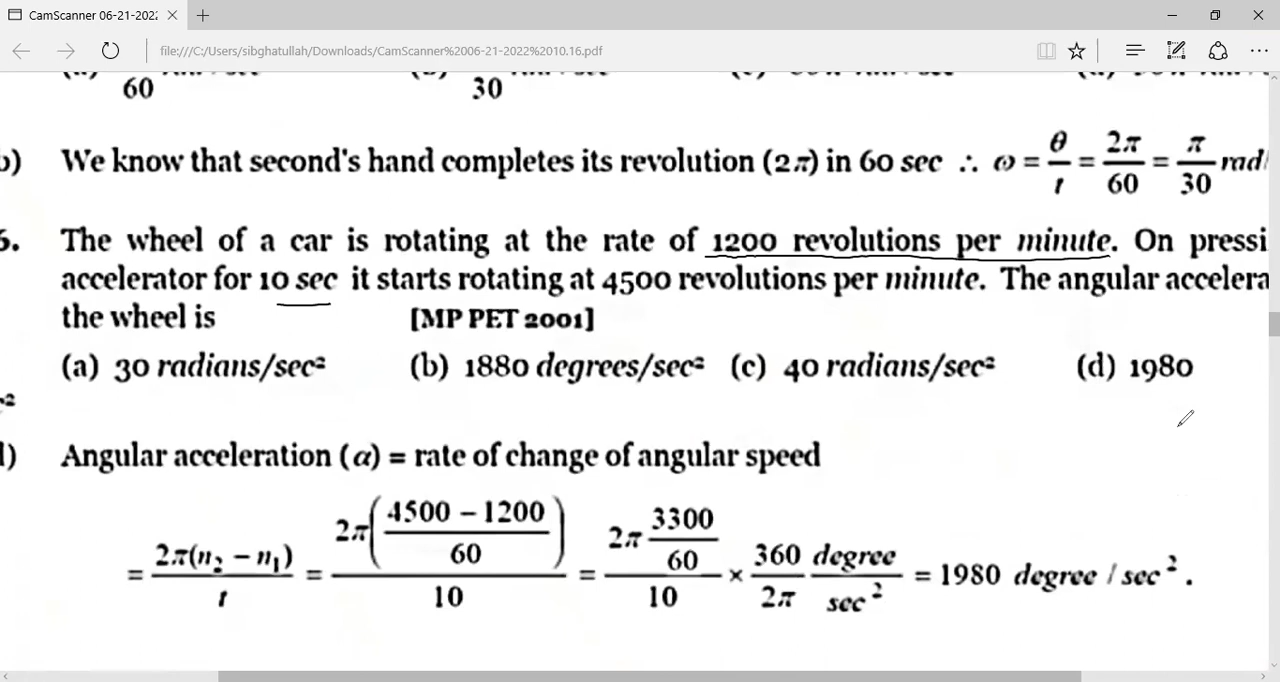 CamScanner 06-21-202
file:///C:/Users/sibghatullah/Downloads/CamScanner%2006-21-2022%2010.16.pdf
60 30
We know that second's hand completes its revolution (2π) in 60 sec ∴ ω = θ/t = 2π/60 = π/30 rad/
The wheel of a car is rotating at the rate of 1200 revolutions per minute. On pressi
accelerator for 10 sec it starts rotating at 4500 revolutions per minute. The angular accelera
the wheel is [MP PET 2001]
(a) 30 radians/sec² (b) 1880 degrees/sec² (c) 40 radians/sec² (d) 1980
Angular acceleration (α) = rate of change of angular speed
= 2π(n₂ − n₁)/t = 2π((4500 − 1200)/60)/10 = (2π 3300/60)/10 × 360/2π degree/sec² = 1980 degree / sec².